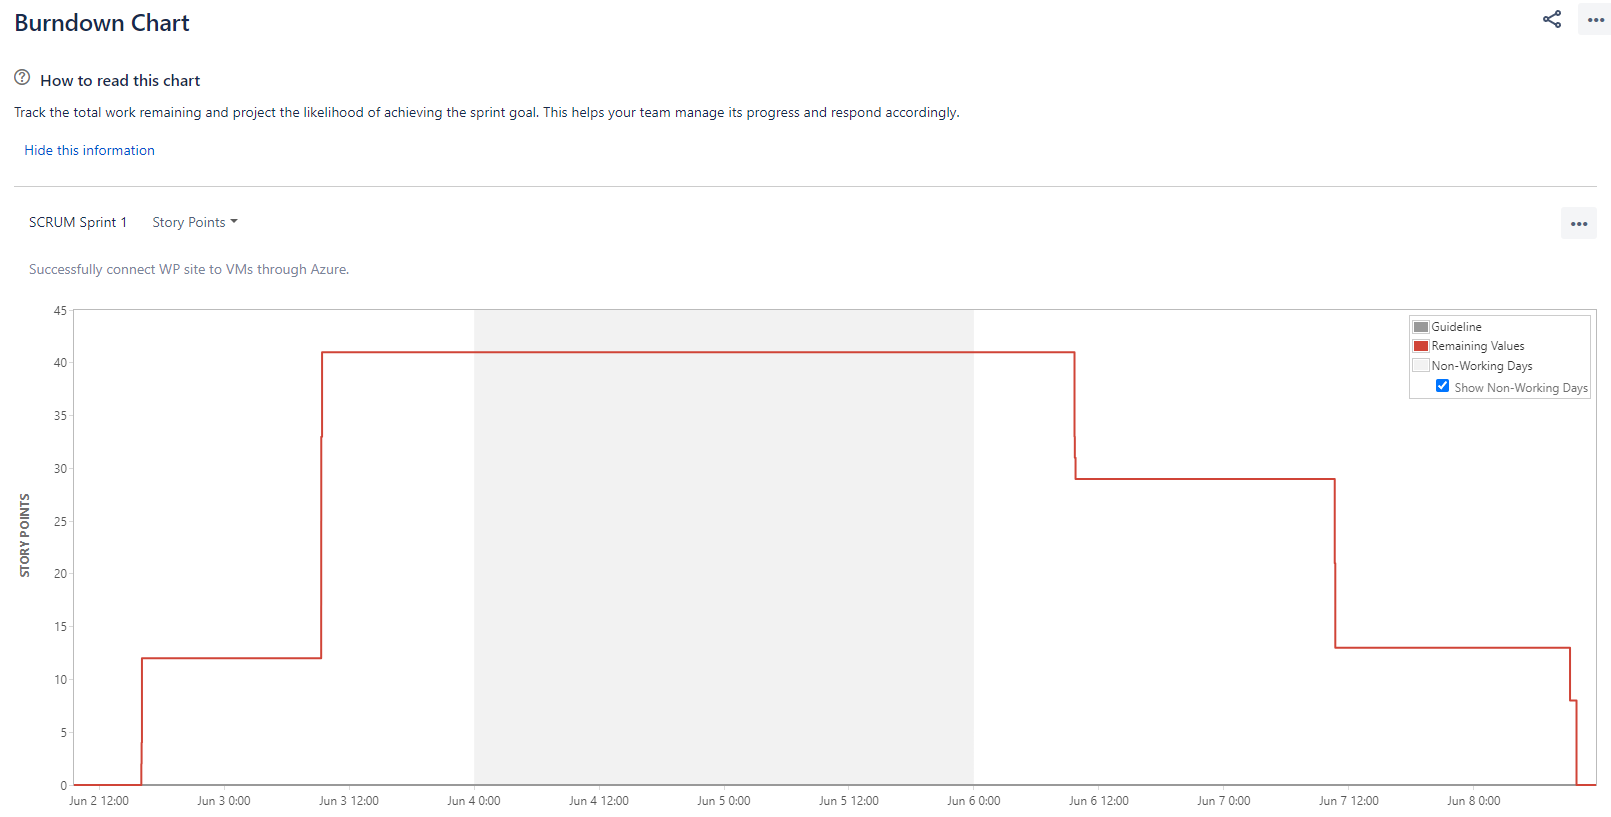 Burndown Chart
How to read this chart
Track the total work remaining and project the likelihood of achieving the sprint goal. This helps your team manage its progress and respond accordingly.
Hide this information
SCRUM Sprint 1 Story Points
Successfully connect WP site to VMs through Azure.
45
40
35
30
25
20
15
10
5
0
STORY POINTS
Guideline
Remaining Values
Non-Working Days
Show Non-Working Days
Jun 2 12:00 Jun 3 0:00 Jun 3 12:00 Jun 4 0:00 Jun 4 12:00 Jun 5 0:00 Jun 5 12:00 Jun 6 0:00 Jun 6 12:00 Jun 7 0:00 Jun 7 12:00 Jun 8 0:00